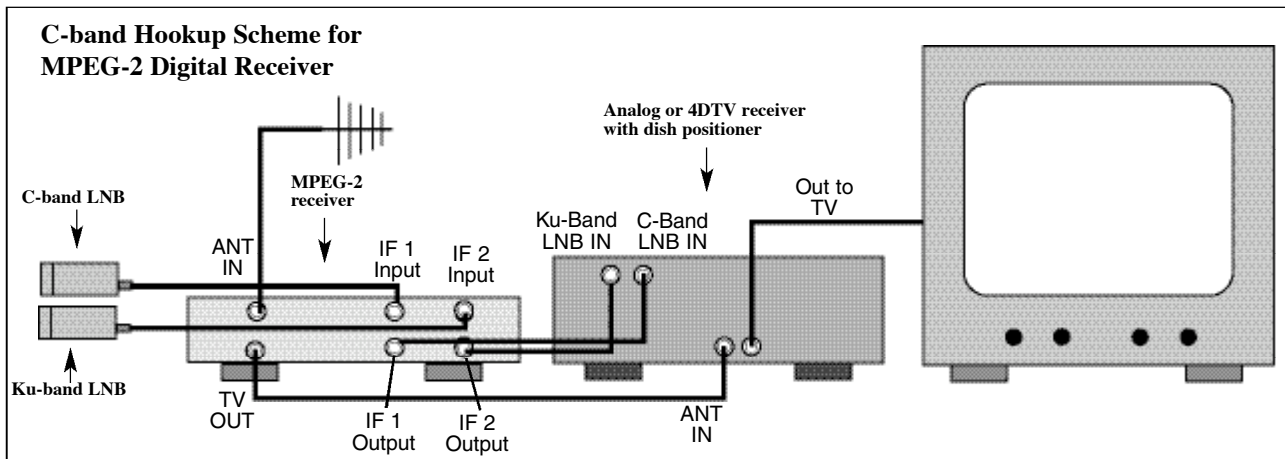 C-band Hookup Scheme for
MPEG-2 Digital Receiver
Analog or 4DTV receiver
with dish positioner
MPEG-2
receiver
C-band LNB
Out to
TV
Ku-Band
LNB IN
C-Band
LNB IN
ANT
IN
IF 1
Input
IF 2
Input
Ku-band LNB
TV
OUT
IF 1
Output
IF 2
Output
ANT
IN